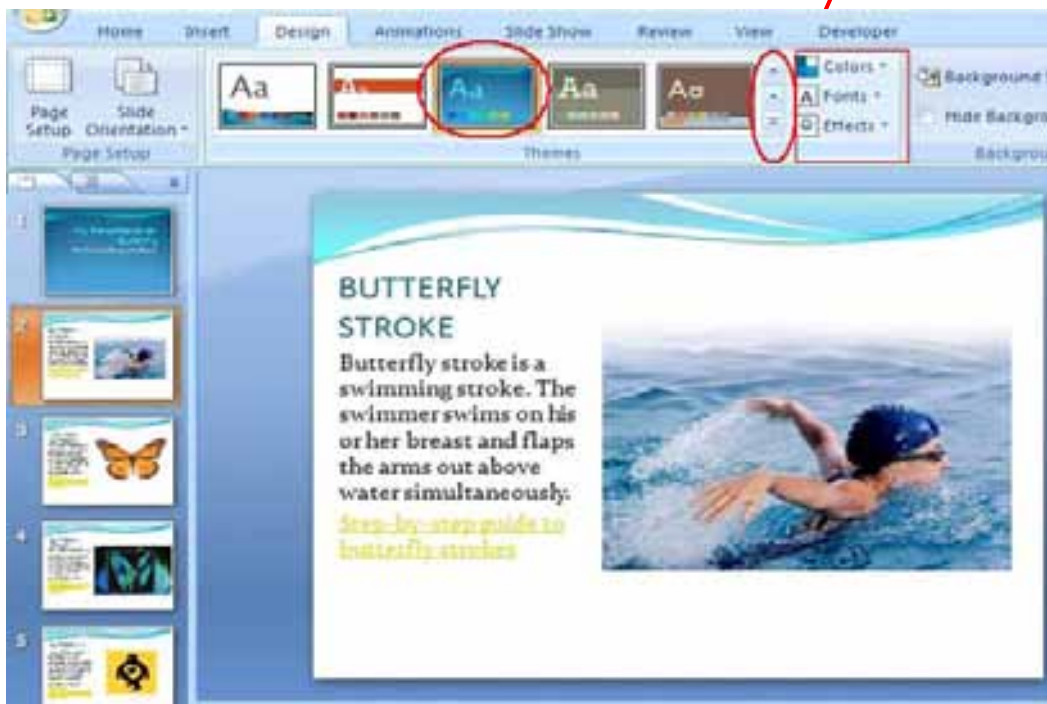 Home Insert Design Animations Slide Show Review View Developer
Aa Aa Aa Aa Aa
Colors
Fonts
Effects
Background
Hide Backgro
Page Setup
Slide Orientation
Page Setup
Themes
Backgrou
1
2
3
4
5
BUTTERFLY
STROKE
Butterfly stroke is a
swimming stroke. The
swimmer swims on his
or her breast and flaps
the arms out above
water simultaneously.
Step-by-step guide to
butterfly strokes